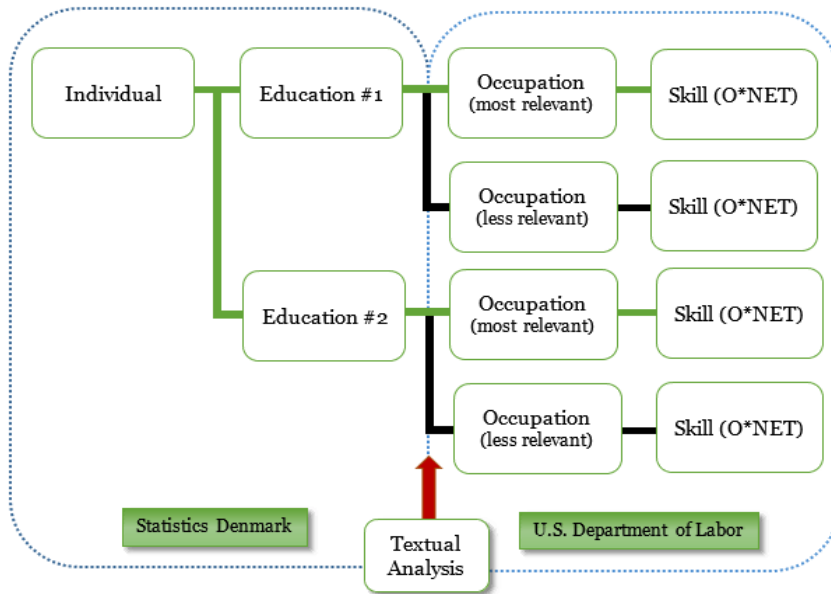 Individual
Education #1
Occupation
(most relevant)
Skill (O*NET)
Occupation
(less relevant)
Skill (O*NET)
Education #2
Occupation
(most relevant)
Skill (O*NET)
Occupation
(less relevant)
Skill (O*NET)
Statistics Denmark
Textual
Analysis
U.S. Department of Labor